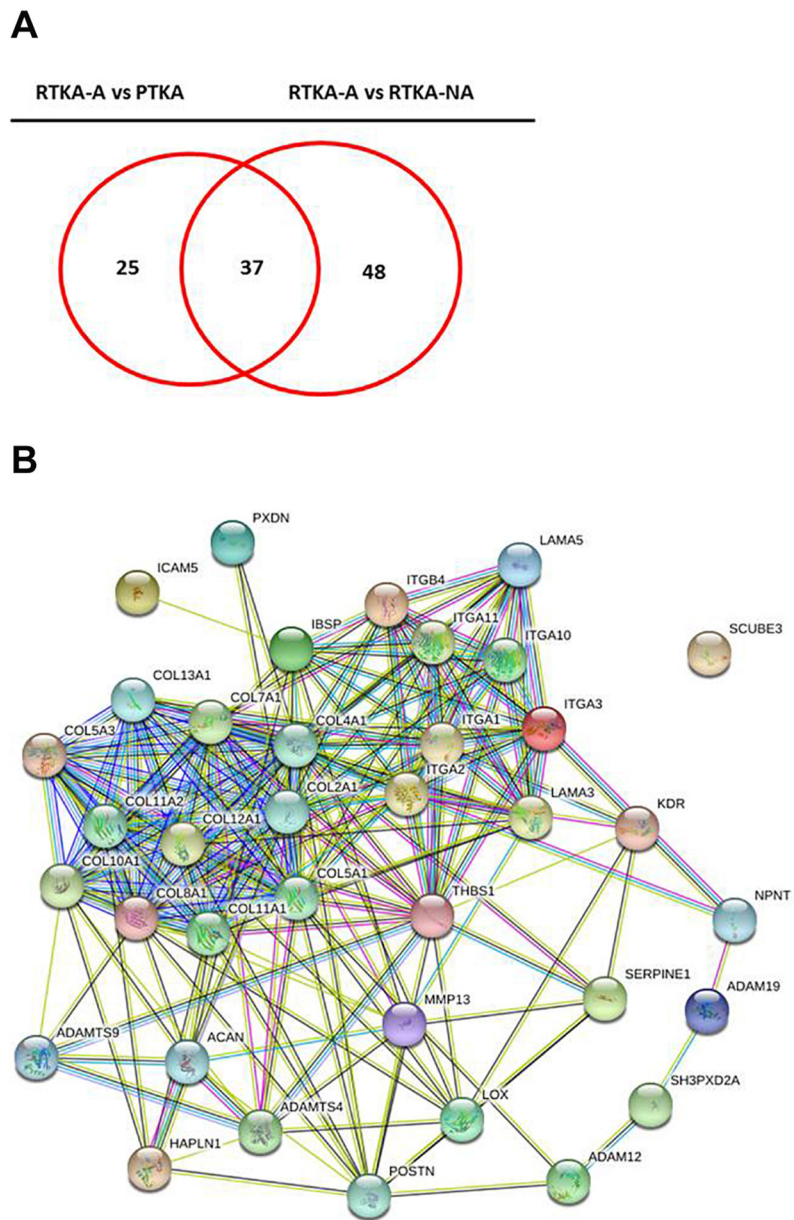 A
RTKA-A vs PTKA RTKA-A vs RTKA-NA
25 37 48
B
PXDN
LAMA5
ICAM5
ITGB4
IBSP
ITGA11
ITGA10
SCUBE3
COL13A1
COL7A1
ITGA3
COL5A3
COL4A1
ITGA1
ITGA2
COL11A2
COL2A1
COL12A1
LAMA3
KDR
COL10A1
COL5A1
COL8A1
THBS1
NPNT
COL11A1
SERPINE1
ADAM19
MMP13
ADAMTS9
ACAN
SH3PXD2A
LOX
ADAMTS4
HAPLN1
ADAM12
POSTN